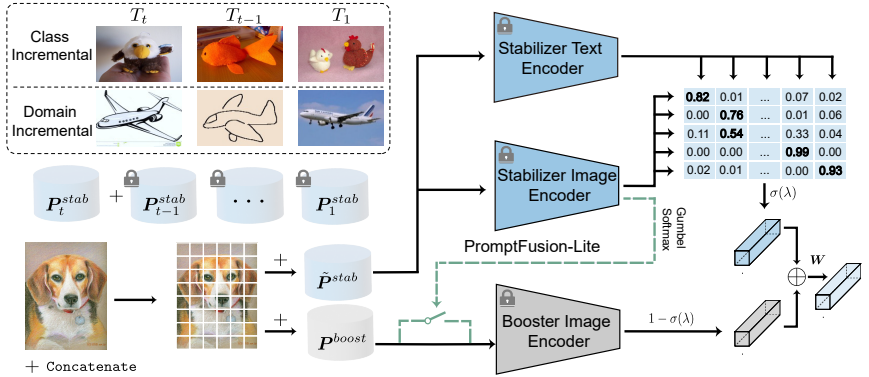 T_t T_{t-1} T_1
Class
Incremental
Domain
Incremental
P_t^{stab} + P_{t-1}^{stab} ... P_1^{stab}
+ P̃^{stab}
+ P^{boost}
+ Concatenate
Stabilizer Text
Encoder
Stabilizer Image
Encoder
Gumbel
Softmax
PromptFusion-Lite
Booster Image
Encoder
0.82 0.01 ... 0.07 0.02
0.00 0.76 ... 0.01 0.06
0.11 0.54 ... 0.33 0.04
0.00 0.00 ... 0.99 0.00
0.02 0.01 ... 0.00 0.93
σ(λ)
W
1 − σ(λ)